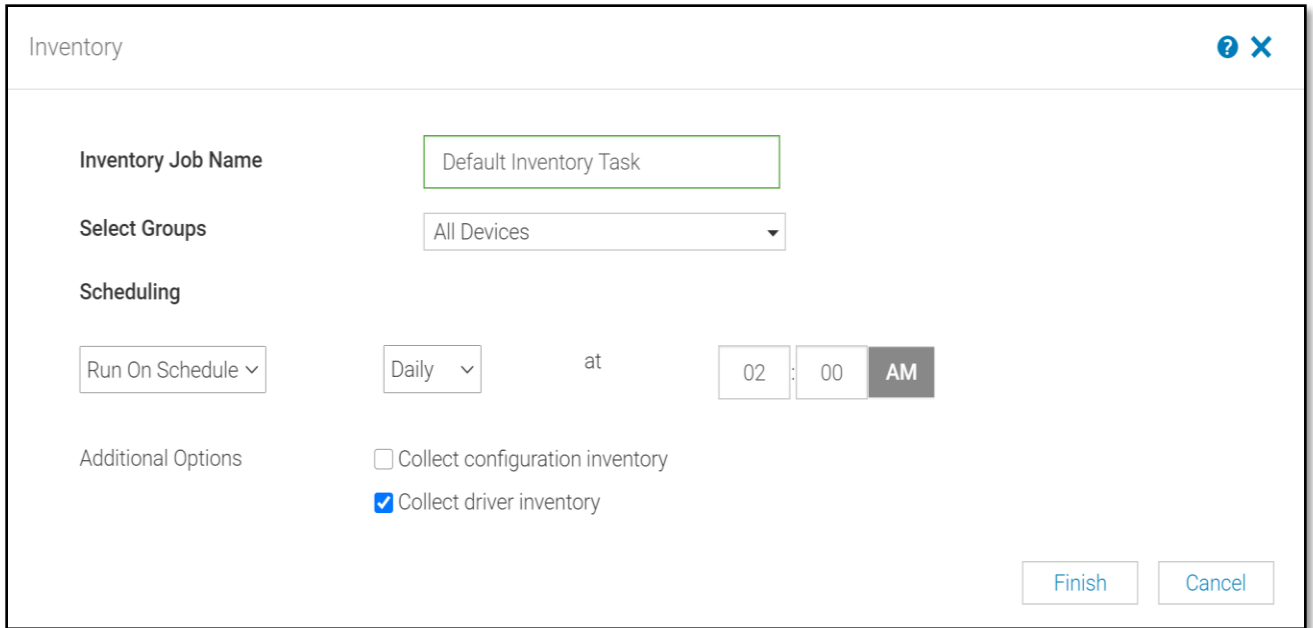 Inventory
Inventory Job Name
Default Inventory Task
Select Groups
All Devices
Scheduling
Run On Schedule Daily at 02 : 00 AM
Additional Options
Collect configuration inventory
Collect driver inventory
Finish Cancel